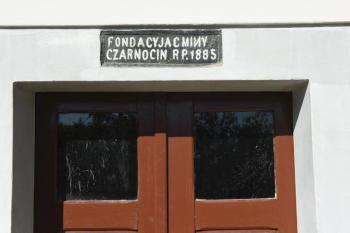 FONDACYJA GMINY
CZARNOCIN R.P. 1885